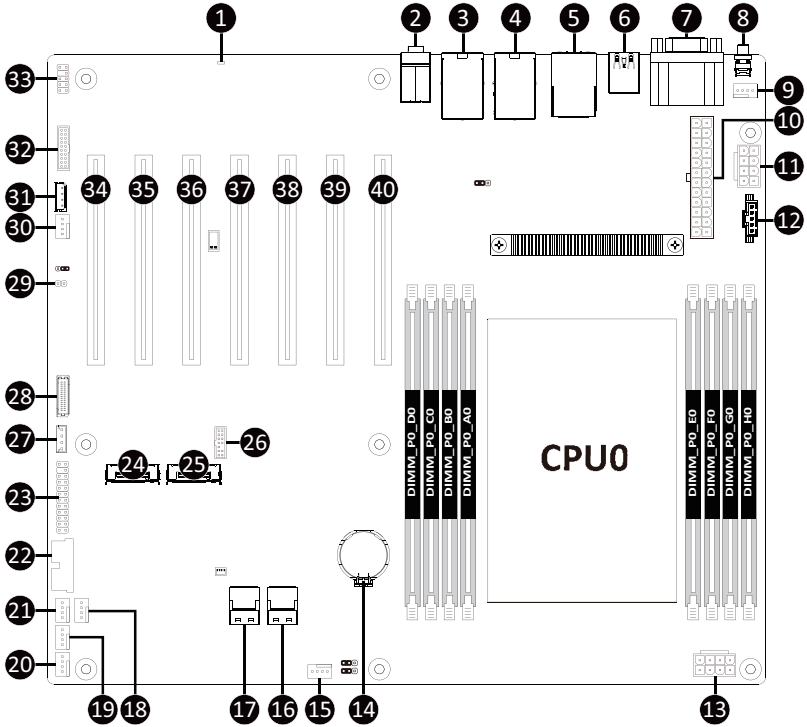 1 2 3 4 5 6 7 8
33
9
10
32
11
31 34 35 36 37 38 39 40
30
12
29
28
27
26
24 25
23
22
21
20
19 18 17 16 15 14 13
DIMM_P0_D0
DIMM_P0_C0
DIMM_P0_B0
DIMM_P0_A0
CPU0
DIMM_P0_E0
DIMM_P0_F0
DIMM_P0_G0
DIMM_P0_H0